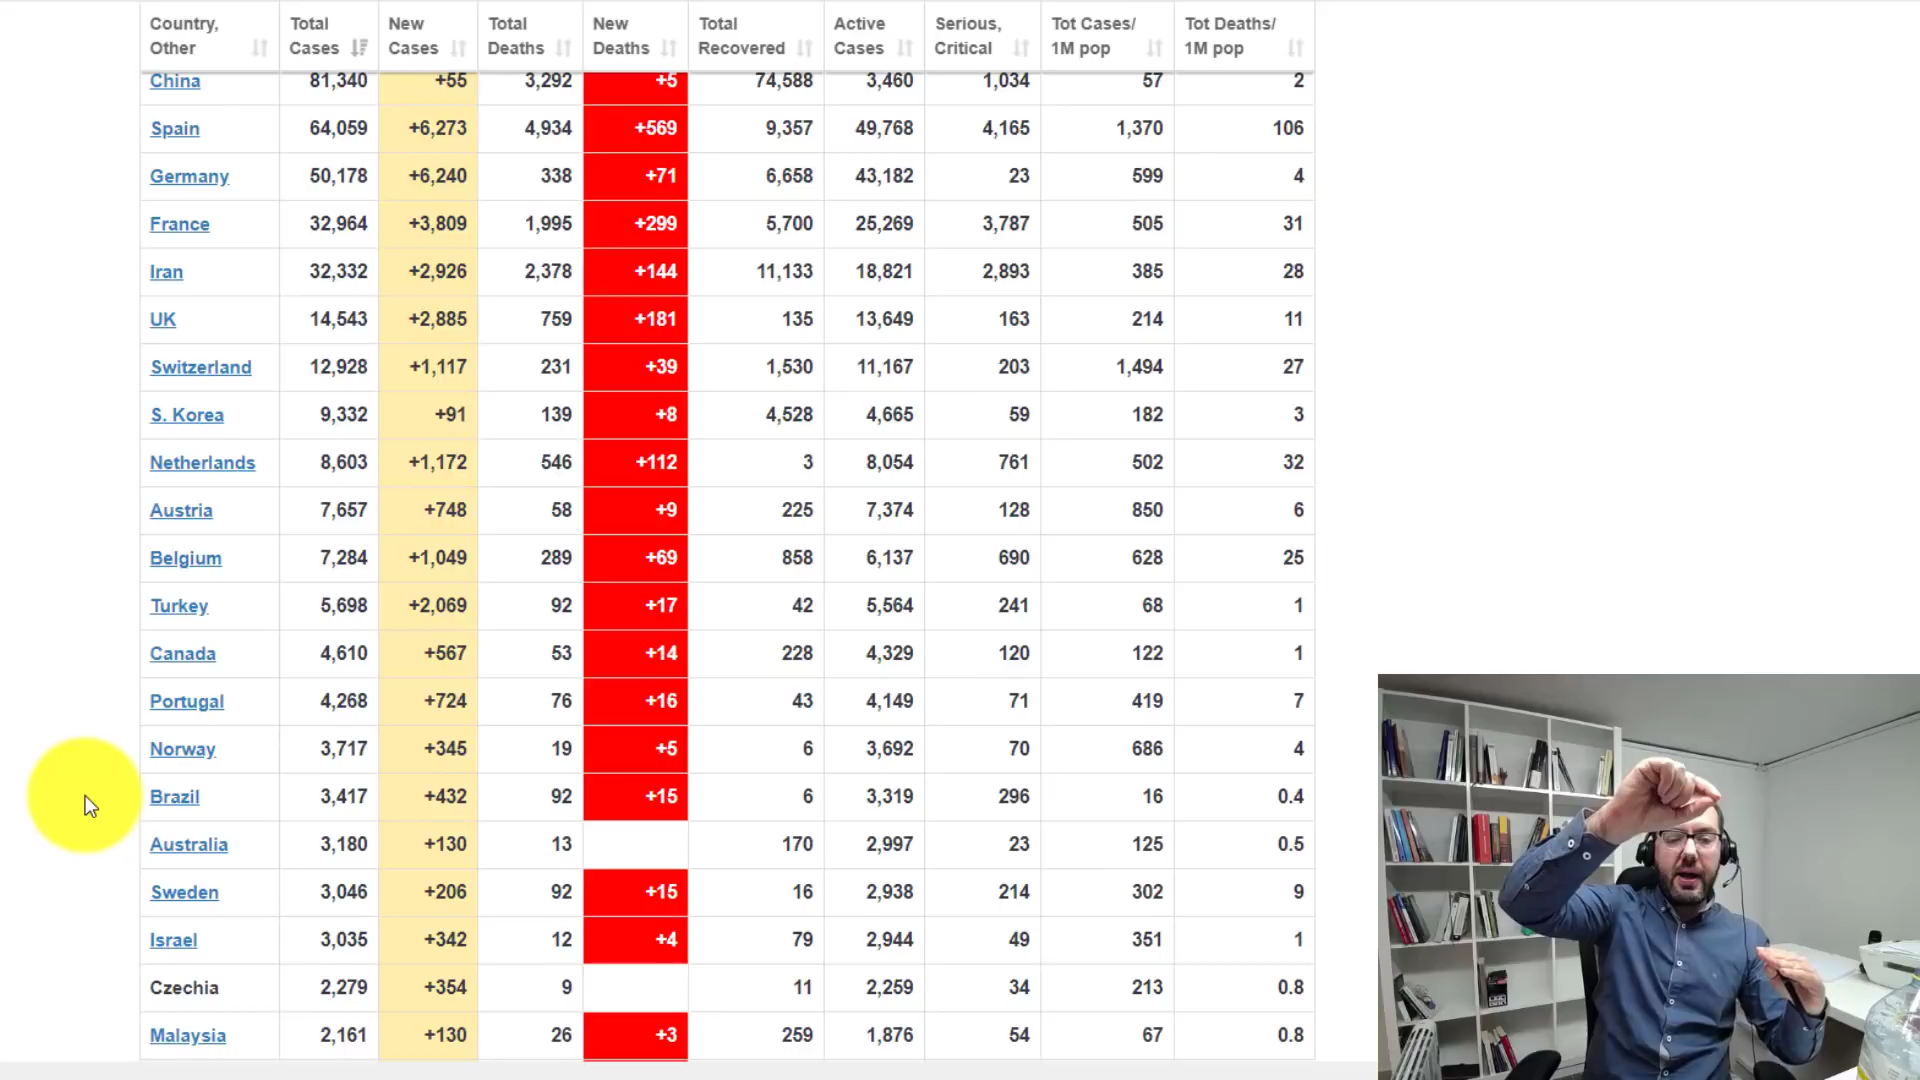 Country, Other	Total Cases	New Cases	Total Deaths	New Deaths	Total Recovered	Active Cases	Serious, Critical	Tot Cases/ 1M pop	Tot Deaths/ 1M pop
China	81,340	+55	3,292	+5	74,588	3,460	1,034	57	2
Spain	64,059	+6,273	4,934	+569	9,357	49,768	4,165	1,370	106
Germany	50,178	+6,240	338	+71	6,658	43,182	23	599	4
France	32,964	+3,809	1,995	+299	5,700	25,269	3,787	505	31
Iran	32,332	+2,926	2,378	+144	11,133	18,821	2,893	385	28
UK	14,543	+2,885	759	+181	135	13,649	163	214	11
Switzerland	12,928	+1,117	231	+39	1,530	11,167	203	1,494	27
S. Korea	9,332	+91	139	+8	4,528	4,665	59	182	3
Netherlands	8,603	+1,172	546	+112	3	8,054	761	502	32
Austria	7,657	+748	58	+9	225	7,374	128	850	6
Belgium	7,284	+1,049	289	+69	858	6,137	690	628	25
Turkey	5,698	+2,069	92	+17	42	5,564	241	68	1
Canada	4,610	+567	53	+14	228	4,329	120	122	1
Portugal	4,268	+724	76	+16	43	4,149	71	419	7
Norway	3,717	+345	19	+5	6	3,692	70	686	4
Brazil	3,417	+432	92	+15	6	3,319	296	16	0.4
Australia	3,180	+130	13		170	2,997	23	125	0.5
Sweden	3,046	+206	92	+15	16	2,938	214	302	9
Israel	3,035	+342	12	+4	79	2,944	49	351	1
Czechia	2,279	+354	9		11	2,259	34	213	0.8
Malaysia	2,161	+130	26	+3	259	1,876	54	67	0.8